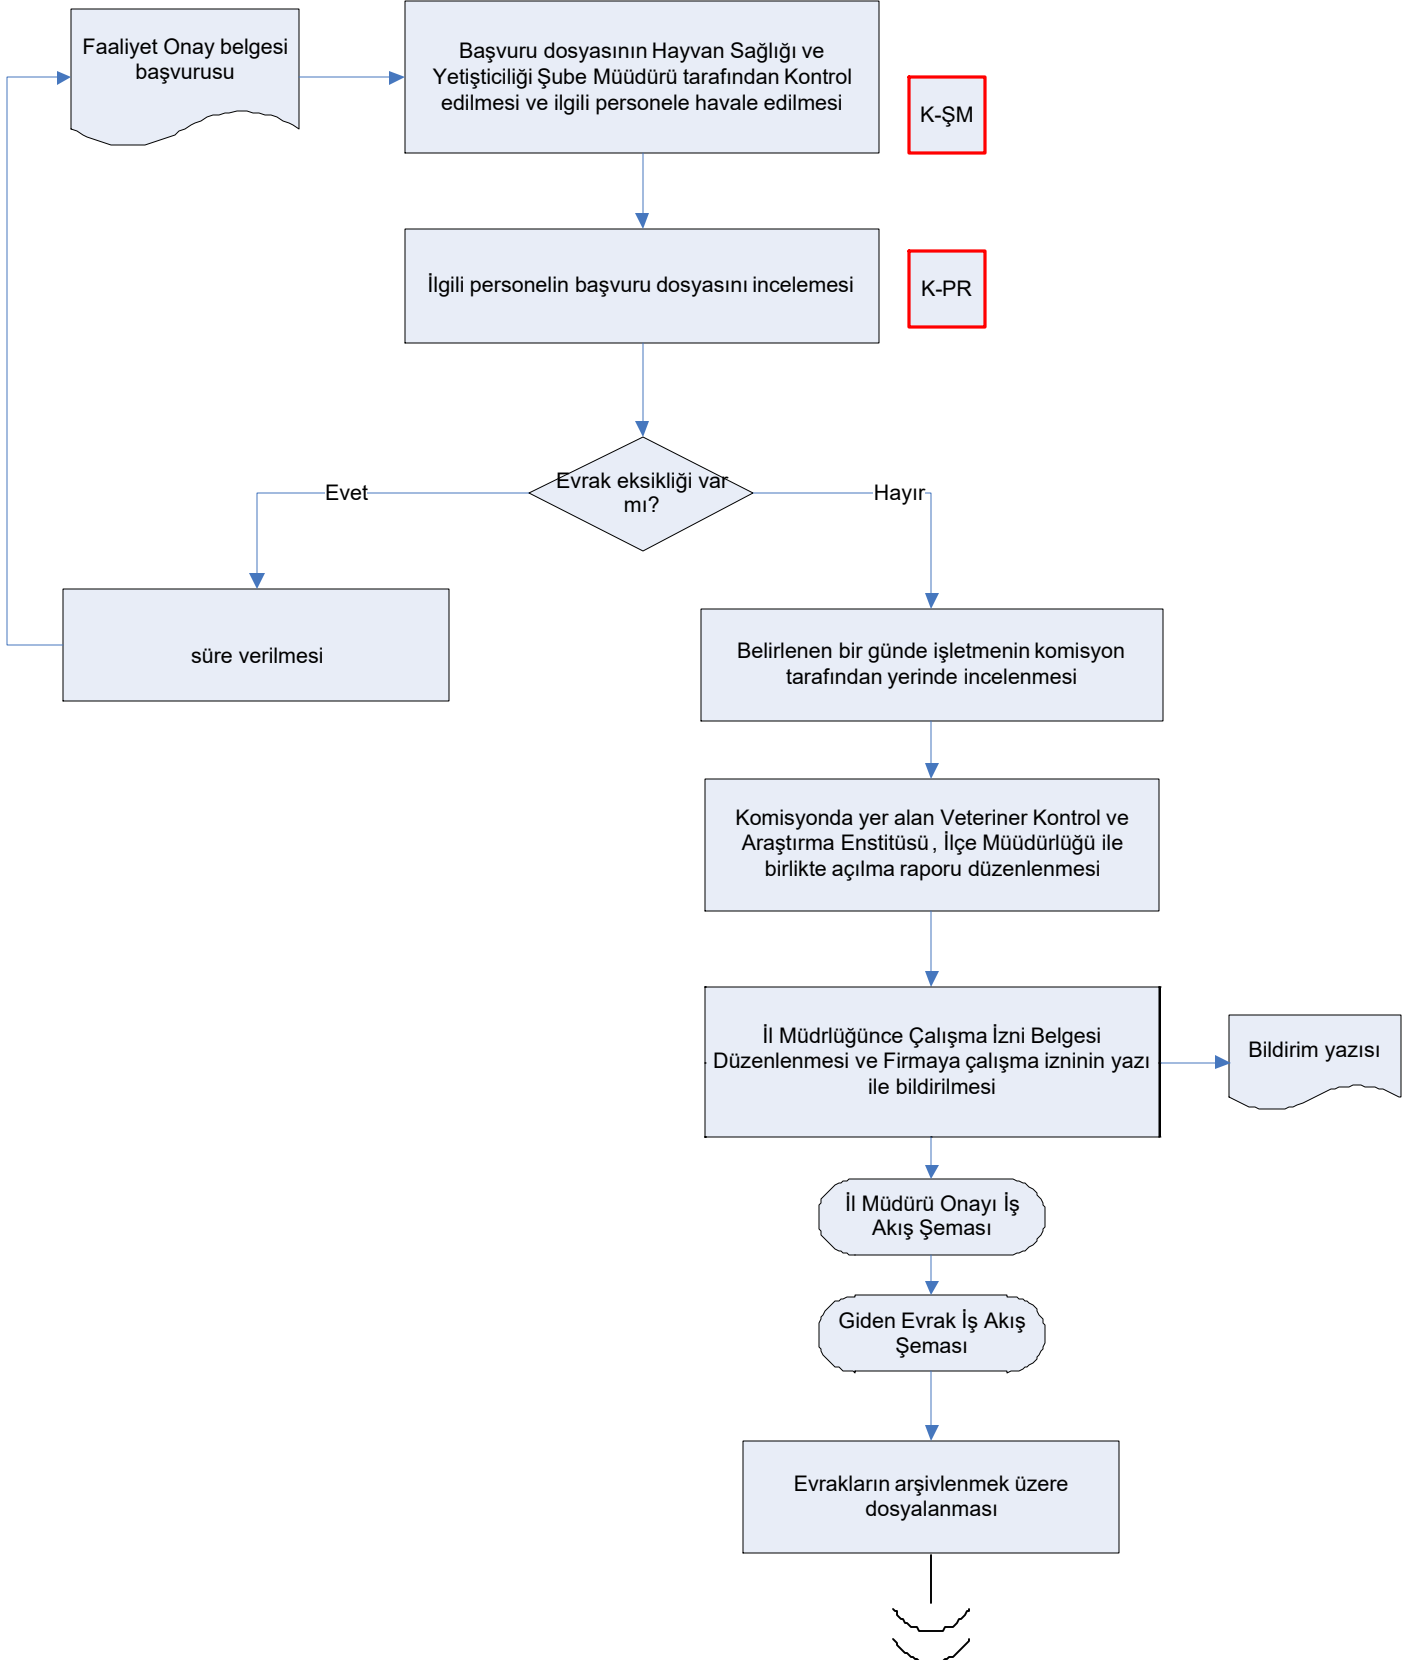 Faaliyet Onay belgesi
başvurusu
Başvuru dosyasının Hayvan Sağlığı ve
Yetişticiliği Şube Müüdürü tarafından Kontrol
edilmesi ve ilgili personele havale edilmesi
K-ŞM
İlgili personelin başvuru dosyasını incelemesi
K-PR
Evrak eksikliği var
mı?
Evet
Hayır
süre verilmesi
Belirlenen bir günde işletmenin komisyon
tarafından yerinde incelenmesi
Komisyonda yer alan Veteriner Kontrol ve
Araştırma Enstitüsü , İlçe Müüdürlüğü ile
birlikte açılma raporu düzenlenmesi
İl Müdrlüğünce Çalışma İzni Belgesi
Düzenlenmesi ve Firmaya çalışma izninin yazı
ile bildirilmesi
Bildirim yazısı
İl Müdürü Onayı İş
Akış Şeması
Giden Evrak İş Akış
Şeması
Evrakların arşivlenmek üzere
dosyalanması